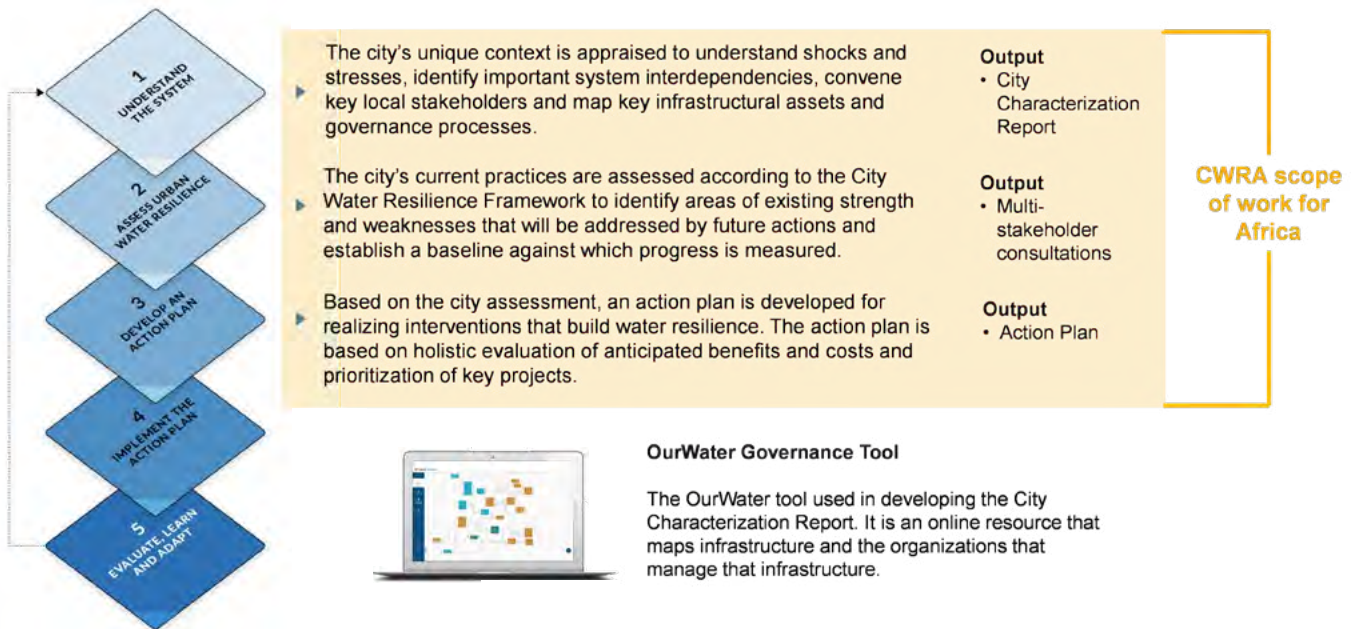 1
UNDERSTAND
THE SYSTEM
The city's unique context is appraised to understand shocks and
stresses, identify important system interdependencies, convene
key local stakeholders and map key infrastructural assets and
governance processes.
Output
• City
Characterization
Report
2
ASSESS URBAN
WATER RESILIENCE
The city's current practices are assessed according to the City
Water Resilience Framework to identify areas of existing strength
and weaknesses that will be addressed by future actions and
establish a baseline against which progress is measured.
Output
• Multi-
stakeholder
consultations
3
DEVELOP AN
ACTION PLAN
Based on the city assessment, an action plan is developed for
realizing interventions that build water resilience. The action plan is
based on holistic evaluation of anticipated benefits and costs and
prioritization of key projects.
Output
• Action Plan
CWRA scope
of work for
Africa
4
IMPLEMENT THE
ACTION PLAN
5
EVALUATE, LEARN
AND ADAPT
OurWater Governance Tool
The OurWater tool used in developing the City
Characterization Report. It is an online resource that
maps infrastructure and the organizations that
manage that infrastructure.